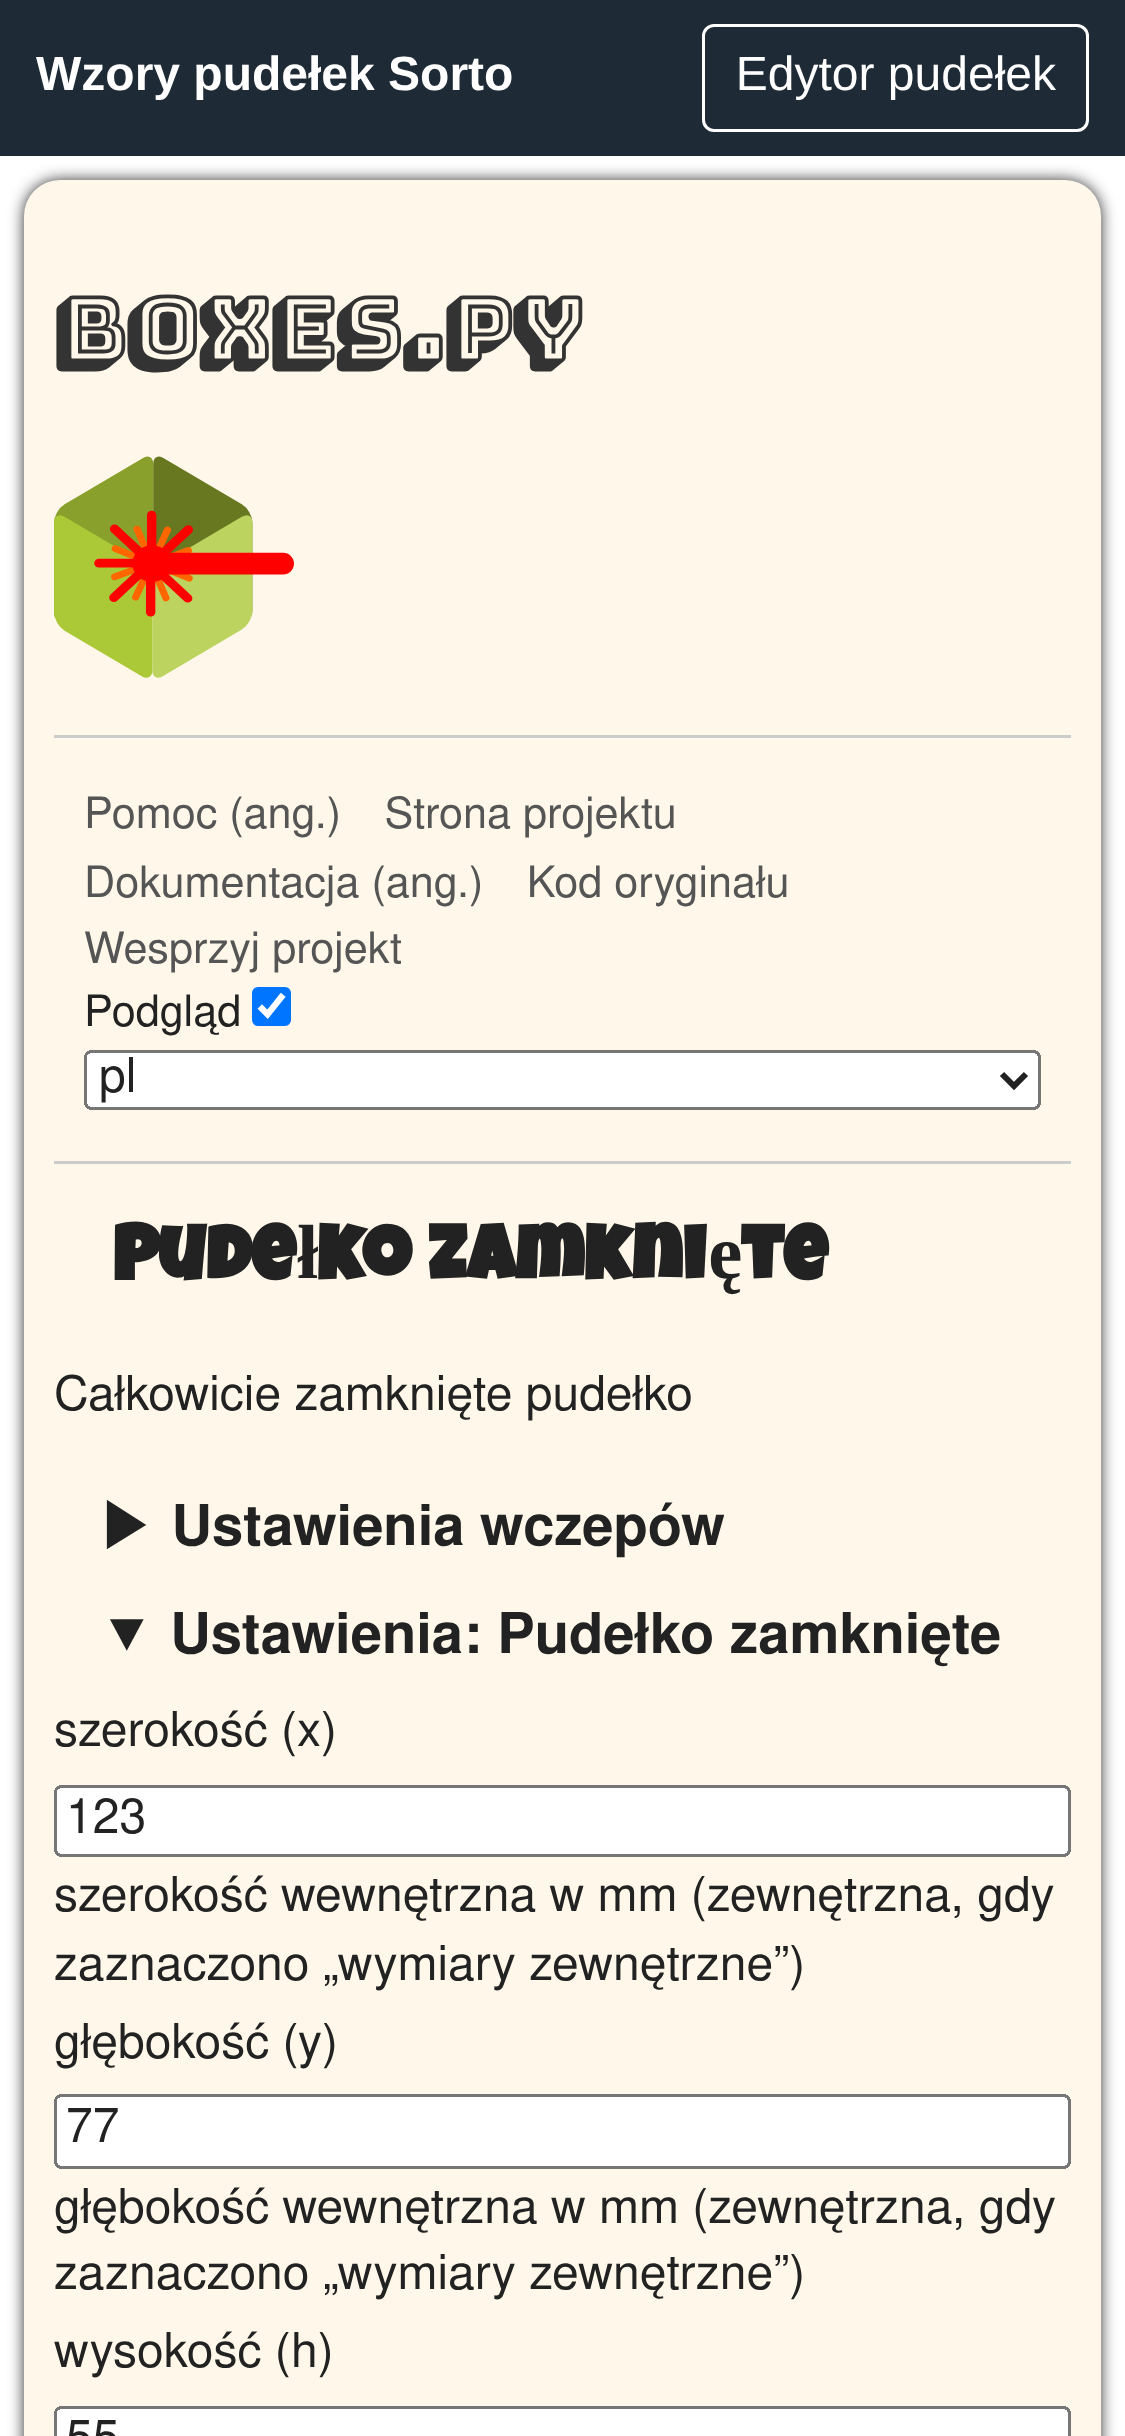 Wzory pudełek Sorto
Edytor pudełek
BOXES.PY
Pomoc (ang.) Strona projektu
Dokumentacja (ang.) Kod oryginału
Wesprzyj projekt
Podgląd
pl
Pudełko zamknięte
Całkowicie zamknięte pudełko
Ustawienia wczepów
Ustawienia: Pudełko zamknięte
szerokość (x)
123
szerokość wewnętrzna w mm (zewnętrzna, gdy
zaznaczono „wymiary zewnętrzne”)
głębokość (y)
77
głębokość wewnętrzna w mm (zewnętrzna, gdy
zaznaczono „wymiary zewnętrzne”)
wysokość (h)
55